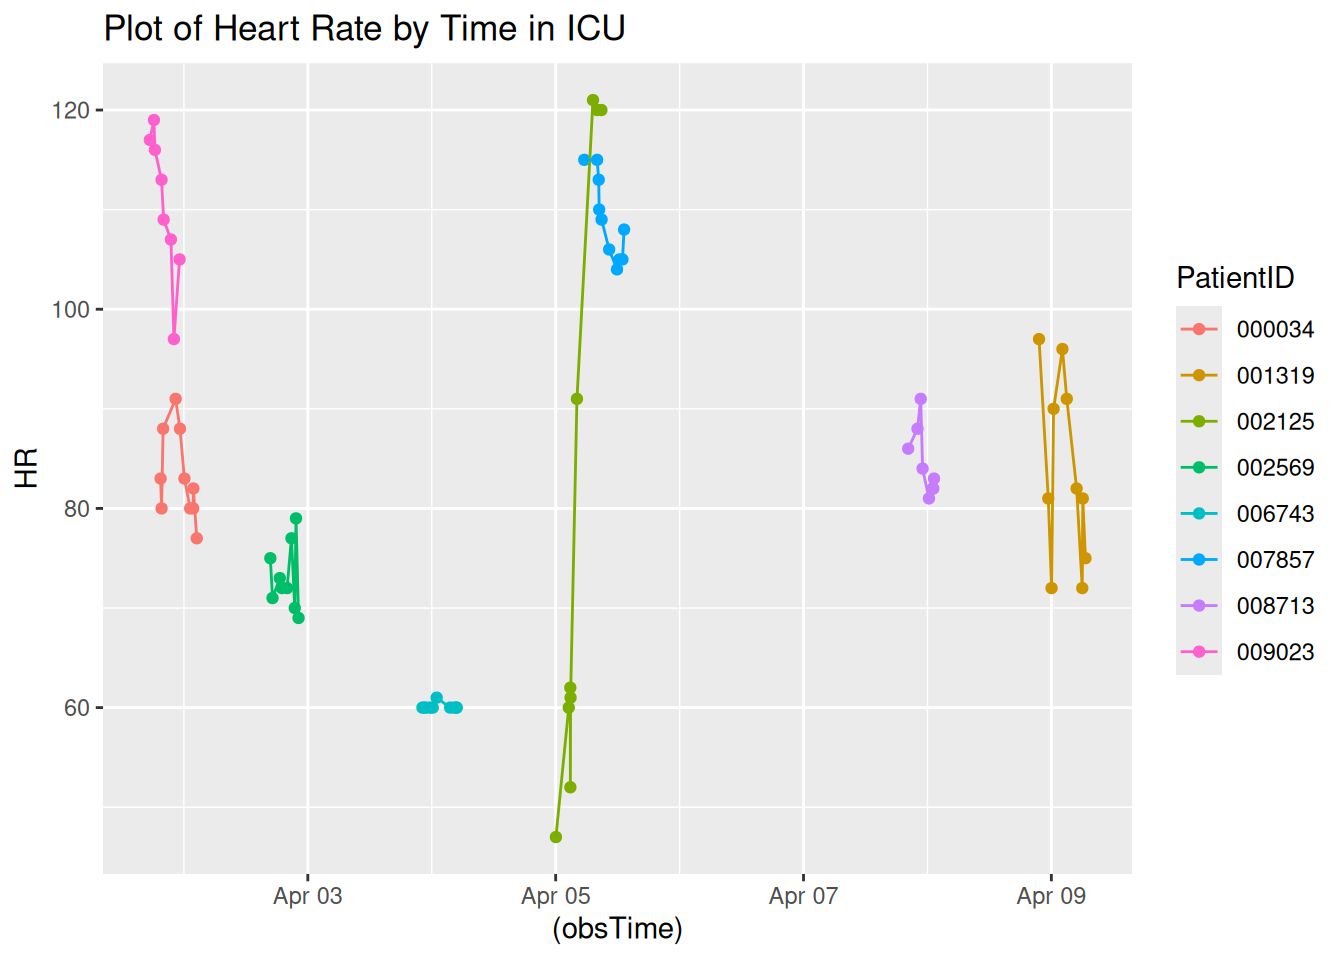 Plot of Heart Rate by Time in ICU
120
100
80
60
HR
Apr 03
Apr 05
Apr 07
Apr 09
(obsTime)
PatientID
000034
001319
002125
002569
006743
007857
008713
009023